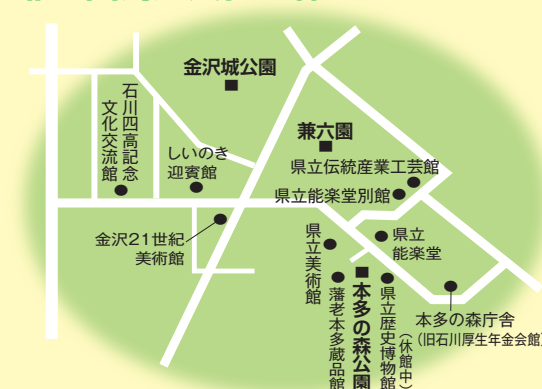 金沢城公園
石川四高記念
文化交流館
しいのき
迎賓館
兼六園
県立伝統産業工芸館
県立能楽堂別館
金沢21世紀
美術館
県立美術館
県立
能楽堂
藩老本多蔵品館
本多の森公園
県立歴史博物館
（休館中）
本多の森庁舎
（旧石川厚生年金会館）